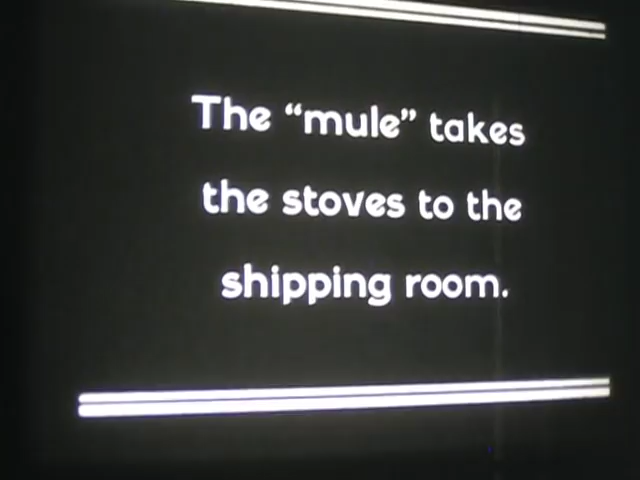 The “mule” takes
the stoves to the
shipping room.